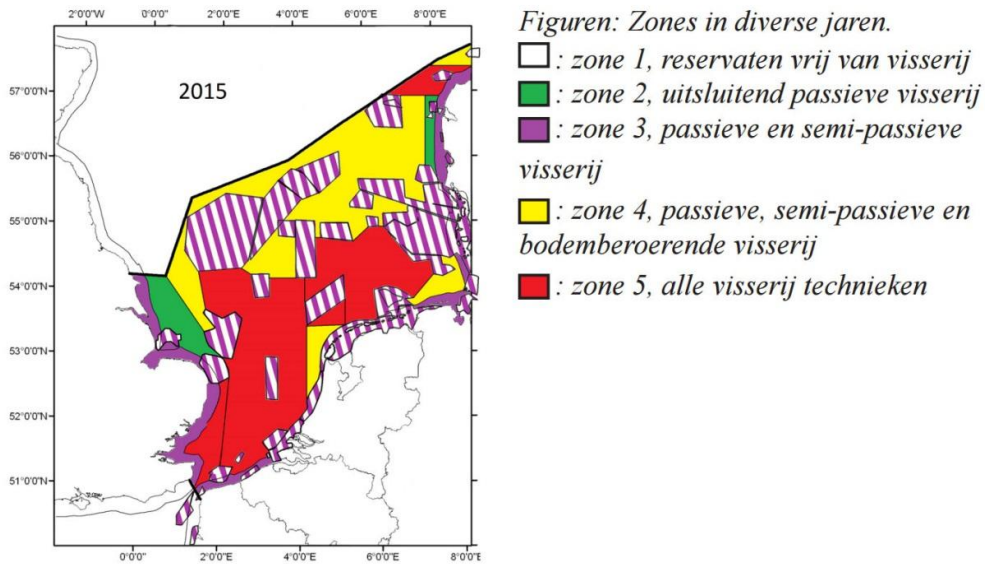 2°0'0"W 0°0'0" 2°0'0"E 4°0'0"E 6°0'0"E 8°0'0"E
2015
57°0'0"N
56°0'0"N
55°0'0"N
54°0'0"N
53°0'0"N
52°0'0"N
51°0'0"N
0°0'0" 2°0'0"E 4°0'0"E 6°0'0"E 8°0'0"E
Figuren: Zones in diverse jaren.
: zone 1, reservaten vrij van visserij
: zone 2, uitsluitend passieve visserij
: zone 3, passieve en semi-passieve
visserij
: zone 4, passieve, semi-passieve en
bodemberoerende visserij
: zone 5, alle visserij technieken